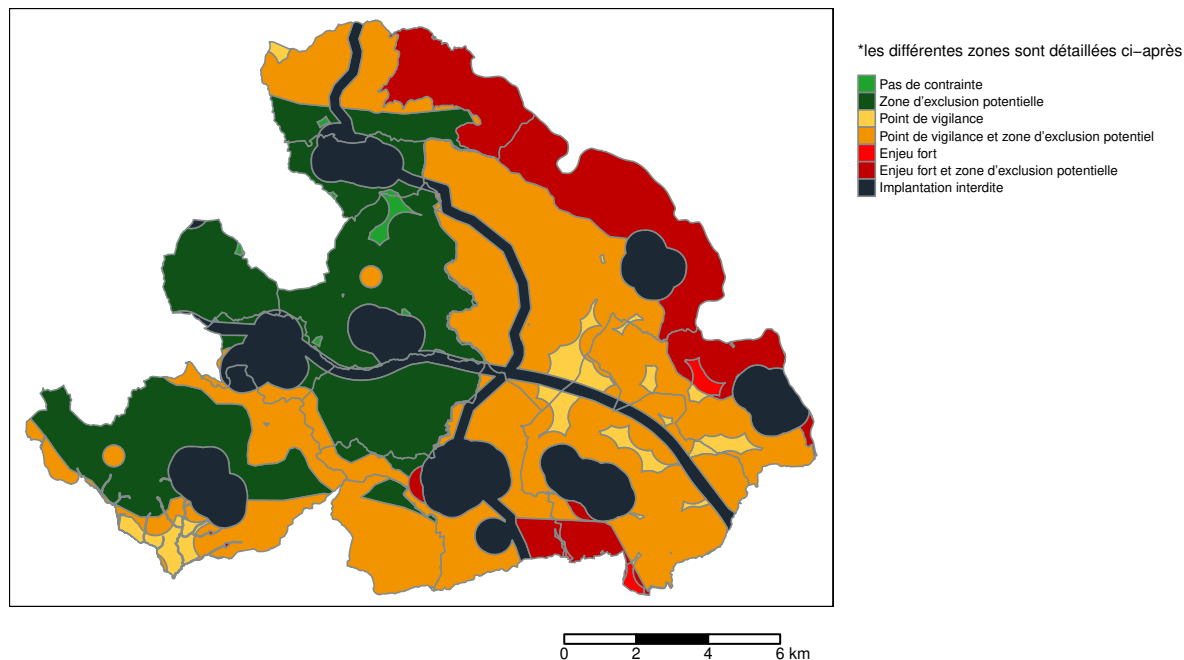 *les différentes zones sont détaillées ci–après
Pas de contrainte
Zone d'exclusion potentielle
Point de vigilance
Point de vigilance et zone d'exclusion potentiel
Enjeu fort
Enjeu fort et zone d'exclusion potentielle
Implantation interdite
0 2 4 6 km